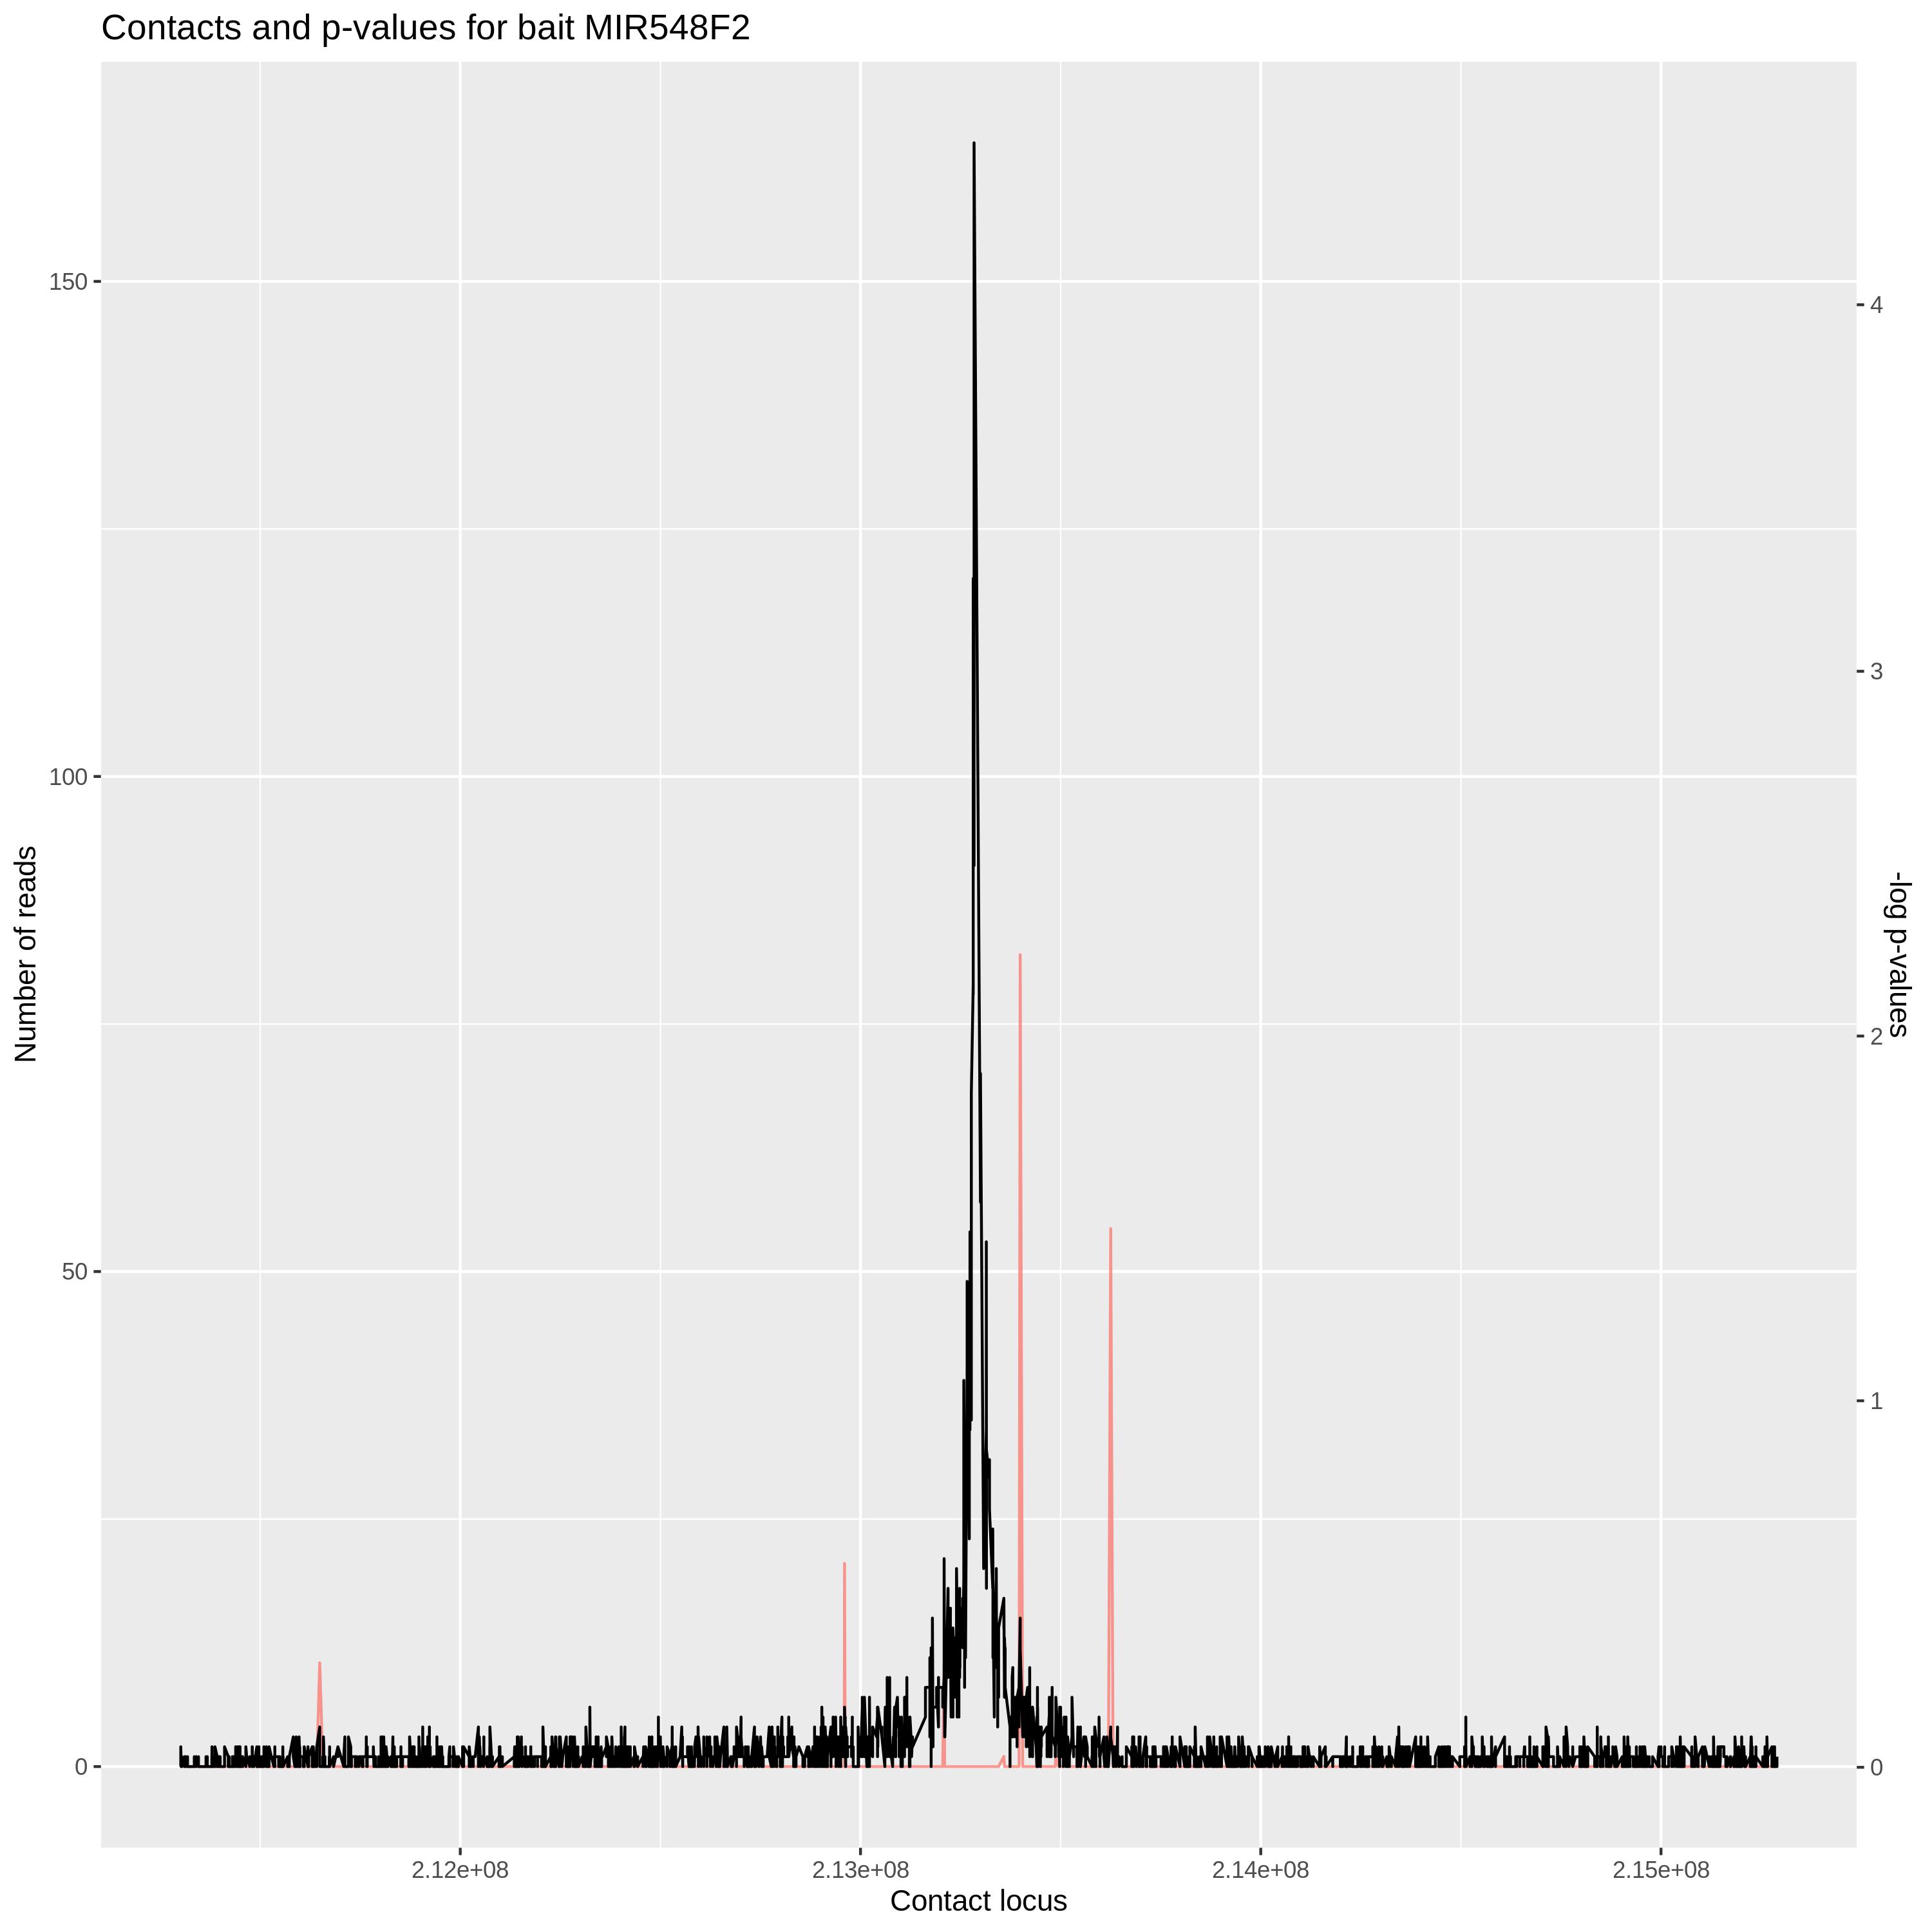 Contacts and p-values for bait MIR548F2
150
100
50
0
Number of reads
4
3
2
1
0
-log p-values
2.12e+08
2.13e+08
2.14e+08
2.15e+08
Contact locus